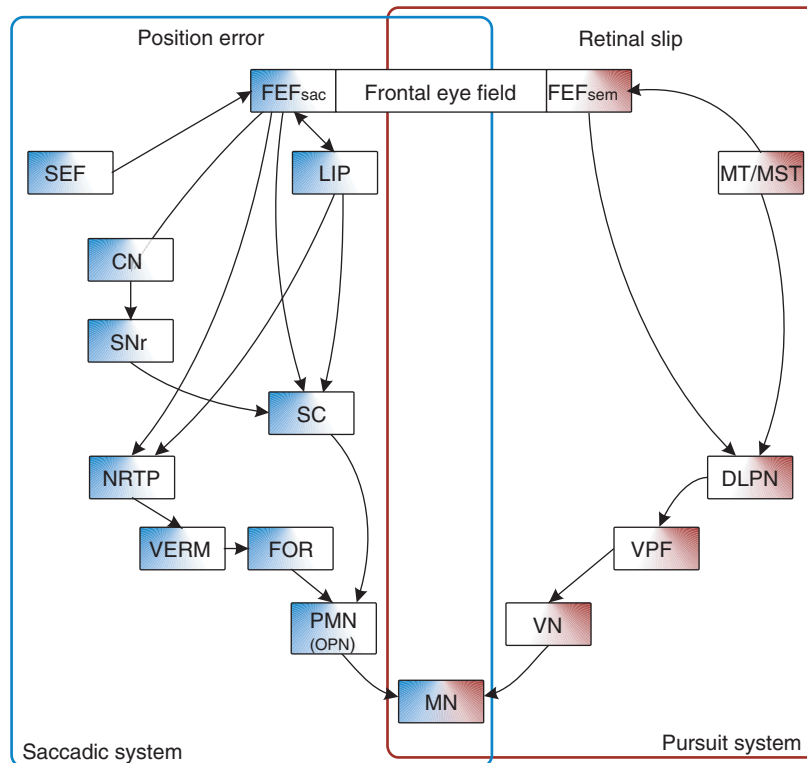 Position error
Retinal slip
FEFsac
Frontal eye field
FEFsem
SEF
LIP
MT/MST
CN
SNr
SC
NRTP
DLPN
VERM
FOR
VPF
PMN
(OPN)
VN
MN
Saccadic system
Pursuit system